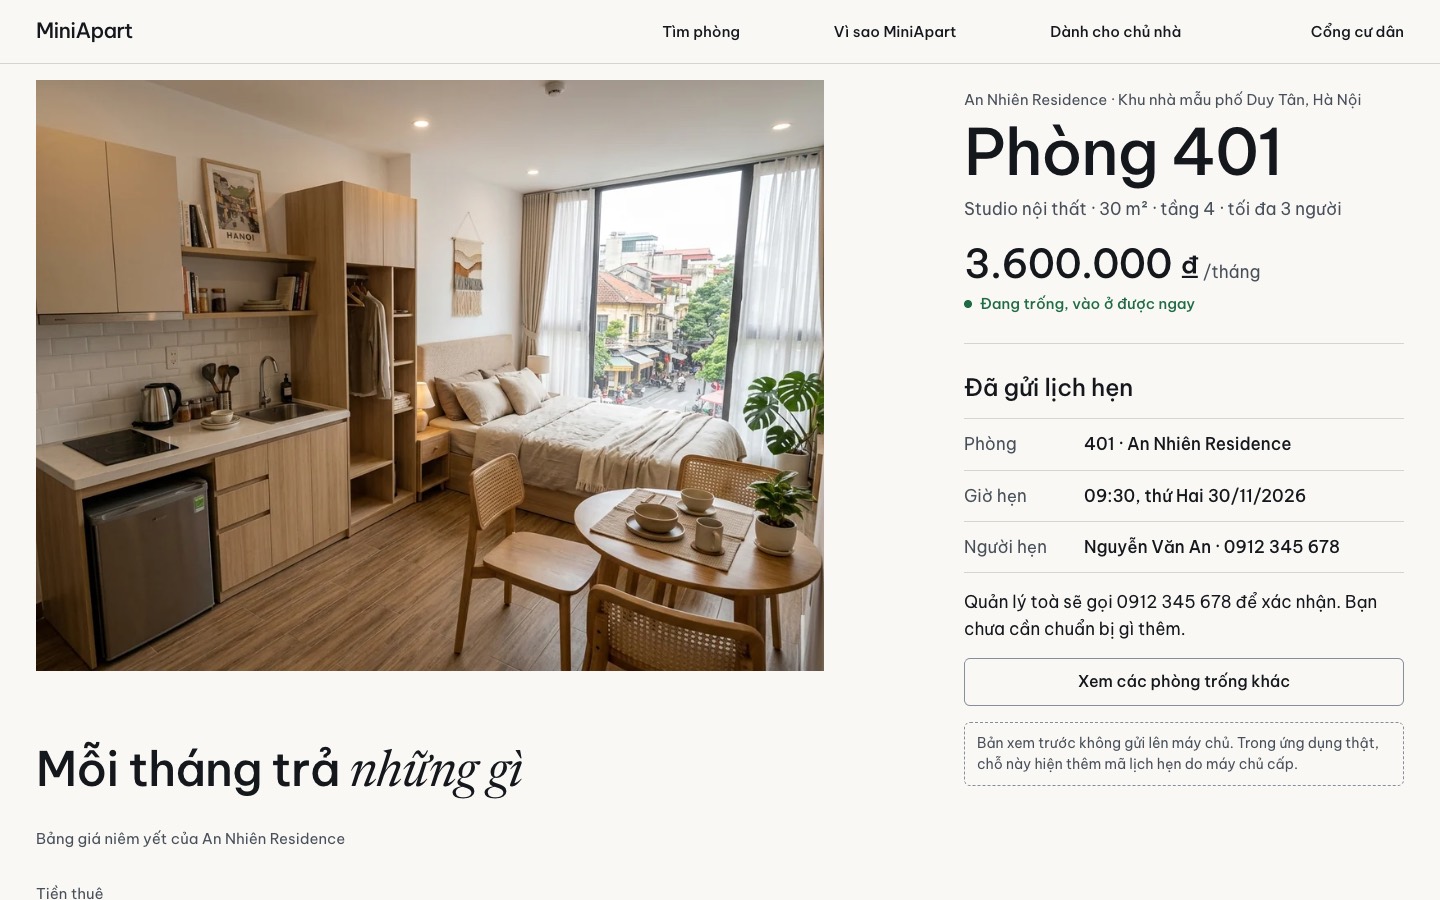 MiniApart
Tìm phòng
Vì sao MiniApart
Dành cho chủ nhà
Cổng cư dân
HANOI
An Nhiên Residence · Khu nhà mẫu phố Duy Tân, Hà Nội
Phòng 401
Studio nội thất · 30 m² · tầng 4 · tối đa 3 người
3.600.000 ₫ /tháng
Đang trống, vào ở được ngay
Đã gửi lịch hẹn
Phòng 401 · An Nhiên Residence
Giờ hẹn 09:30, thứ Hai 30/11/2026
Người hẹn Nguyễn Văn An · 0912 345 678
Quản lý toà sẽ gọi 0912 345 678 để xác nhận. Bạn
chưa cần chuẩn bị gì thêm.
Xem các phòng trống khác
Bản xem trước không gửi lên máy chủ. Trong ứng dụng thật,
chỗ này hiện thêm mã lịch hẹn do máy chủ cấp.
Mỗi tháng trả những gì
Bảng giá niêm yết của An Nhiên Residence
Tiền thuê